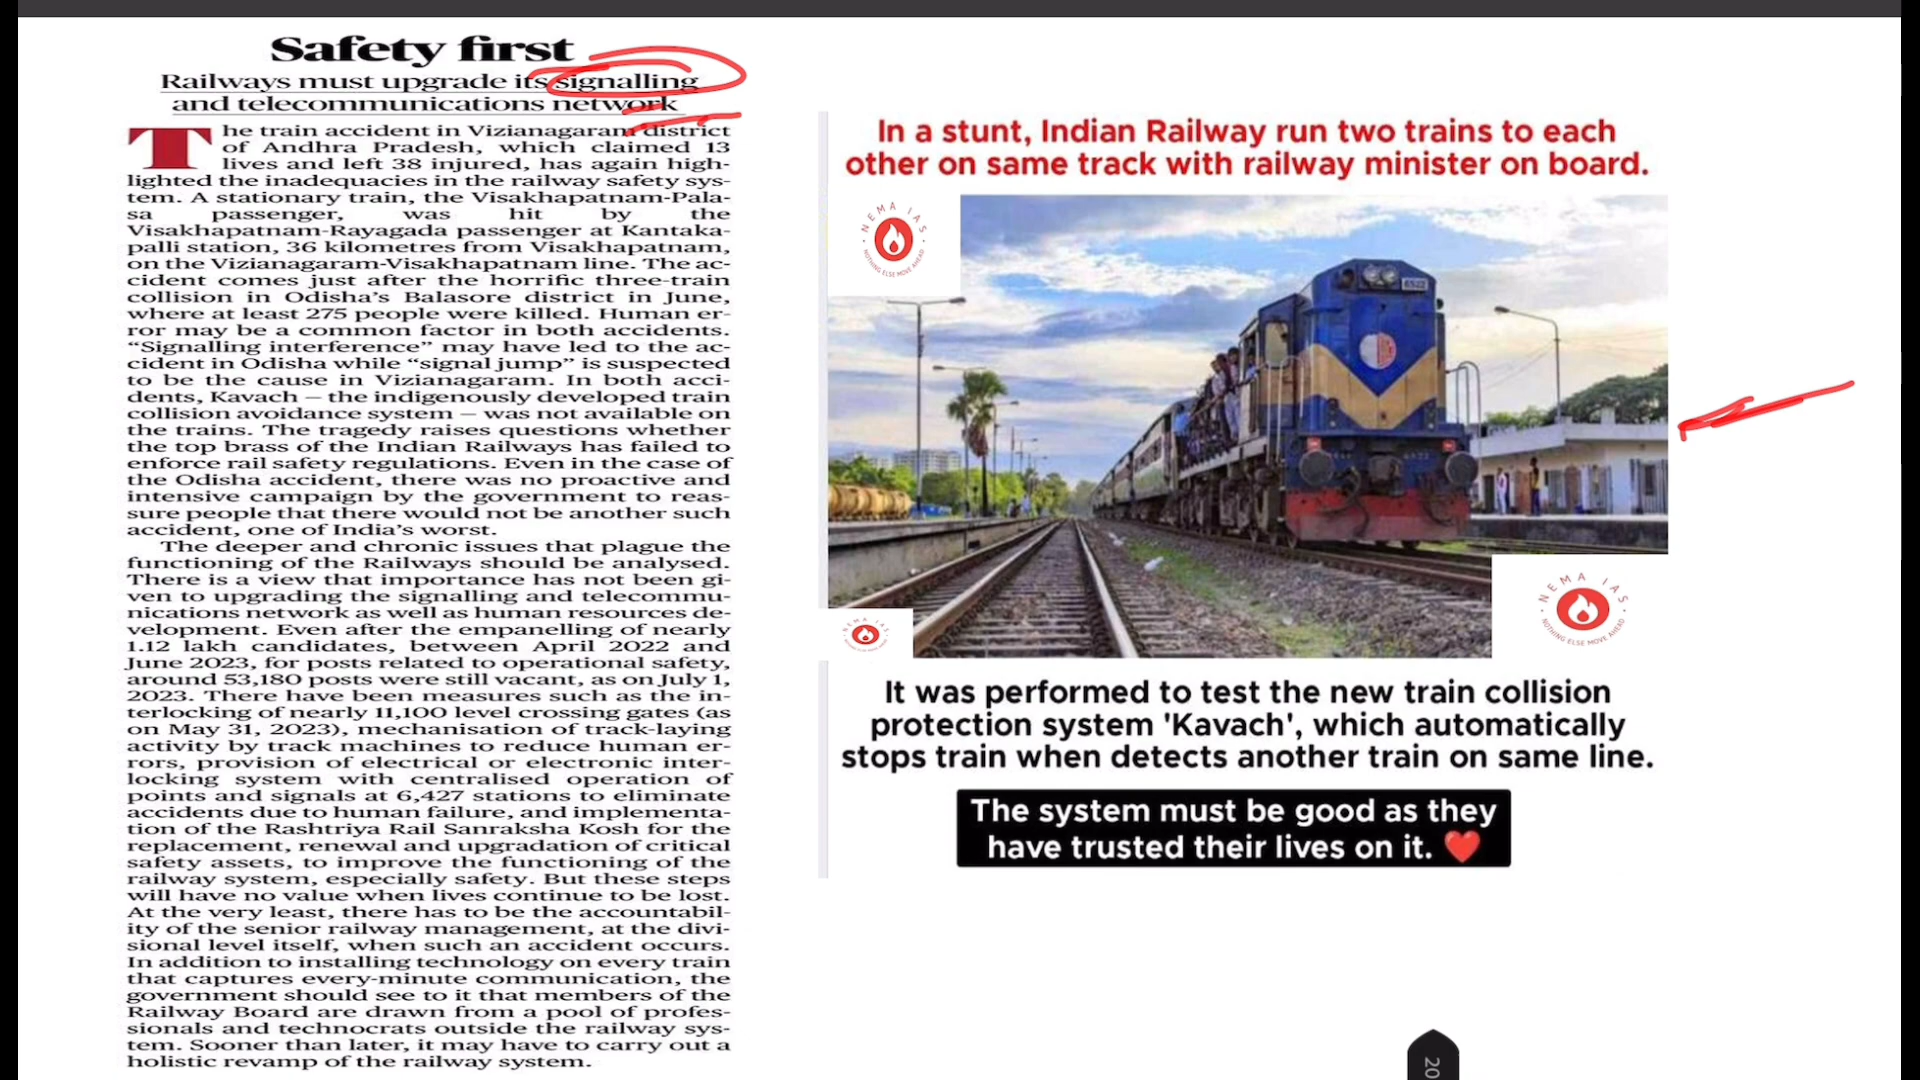 Safety first
Railways must upgrade its signalling
and telecommunications network
The train accident in Vizianagaram district
of Andhra Pradesh, which claimed 13
lives and left 38 injured, has again high-
lighted the inadequacies in the railway safety sys-
tem. A stationary train, the Visakhapatnam-Pala-
sa passenger, was hit by the
Visakhapatnam-Rayagada passenger at Kantaka-
palli station, 36 kilometres from Visakhapatnam,
on the Vizianagaram-Visakhapatnam line. The ac-
cident comes just after the horrific three-train
collision in Odisha's Balasore district in June,
where at least 275 people were killed. Human er-
ror may be a common factor in both accidents.
“Signalling interference” may have led to the ac-
cident in Odisha while “signal jump” is suspected
to be the cause in Vizianagaram. In both acci-
dents, Kavach — the indigenously developed train
collision avoidance system — was not available on
the trains. The tragedy raises questions whether
the top brass of the Indian Railways has failed to
enforce rail safety regulations. Even in the case of
the Odisha accident, there was no proactive and
intensive campaign by the government to reas-
sure people that there would not be another such
accident, one of India's worst.
The deeper and chronic issues that plague the
functioning of the Railways should be analysed.
There is a view that importance has not been gi-
ven to upgrading the signalling and telecommu-
nications network as well as human resources de-
velopment. Even after the empanelling of nearly
1.12 lakh candidates, between April 2022 and
June 2023, for posts related to operational safety,
around 53,180 posts were still vacant, as on July 1,
2023. There have been measures such as the in-
terlocking of nearly 11,100 level crossing gates (as
on May 31, 2023), mechanisation of track-laying
activity by track machines to reduce human er-
rors, provision of electrical or electronic inter-
locking system with centralised operation of
points and signals at 6,427 stations to eliminate
accidents due to human failure, and implementa-
tion of the Rashtriya Rail Sanraksha Kosh for the
replacement, renewal and upgradation of critical
safety assets, to improve the functioning of the
railway system, especially safety. But these steps
will have no value when lives continue to be lost.
At the very least, there has to be the accountabil-
ity of the senior railway management, at the divi-
sional level itself, when such an accident occurs.
In addition to installing technology on every train
that captures every-minute communication, the
government should see to it that members of the
Railway Board are drawn from a pool of profes-
sionals and technocrats outside the railway sys-
tem. Sooner than later, it may have to carry out a
holistic revamp of the railway system.
In a stunt, Indian Railway run two trains to each
other on same track with railway minister on board.
NEMA IAS
NOTHING ELSE MOVE AHEAD
6522
NEMA IAS
NOTHING ELSE MOVE AHEAD
NEMA IAS
It was performed to test the new train collision
protection system 'Kavach', which automatically
stops train when detects another train on same line.
The system must be good as they
have trusted their lives on it. ❤️
20